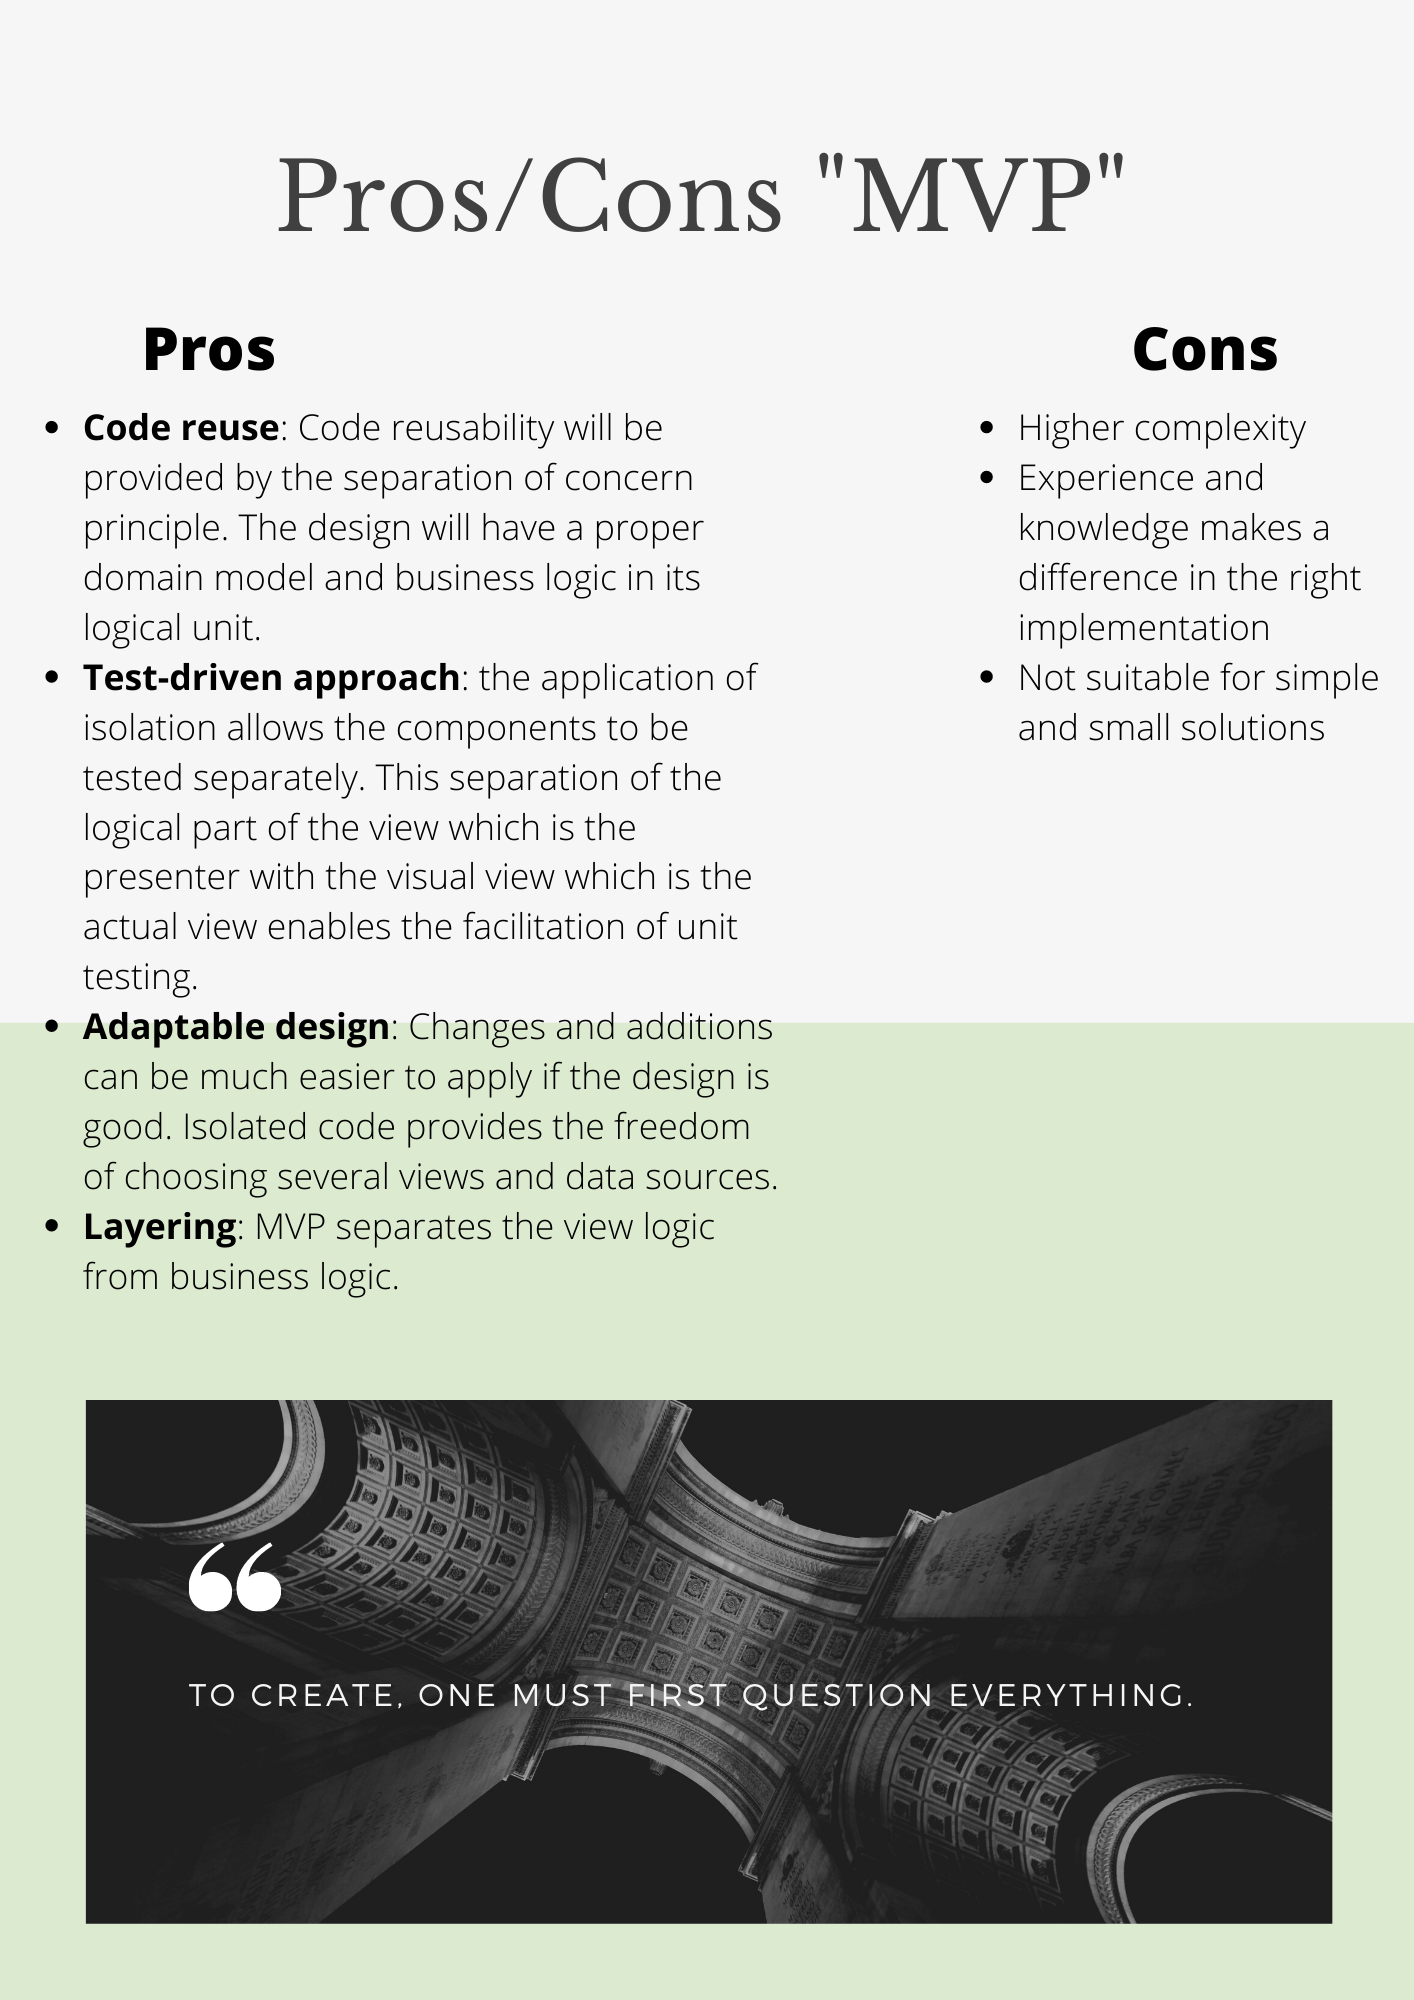 Pros/Cons "MVP"
Pros
• Code reuse: Code reusability will be
provided by the separation of concern
principle. The design will have a proper
domain model and business logic in its
logical unit.
• Test-driven approach: the application of
isolation allows the components to be
tested separately. This separation of the
logical part of the view which is the
presenter with the visual view which is the
actual view enables the facilitation of unit
testing.
• Adaptable design: Changes and additions
can be much easier to apply if the design is
good. Isolated code provides the freedom
of choosing several views and data sources.
• Layering: MVP separates the view logic
from business logic.
Cons
• Higher complexity
• Experience and
knowledge makes a
difference in the right
implementation
• Not suitable for simple
and small solutions
“
TO CREATE, ONE MUST FIRST QUESTION EVERYTHING.